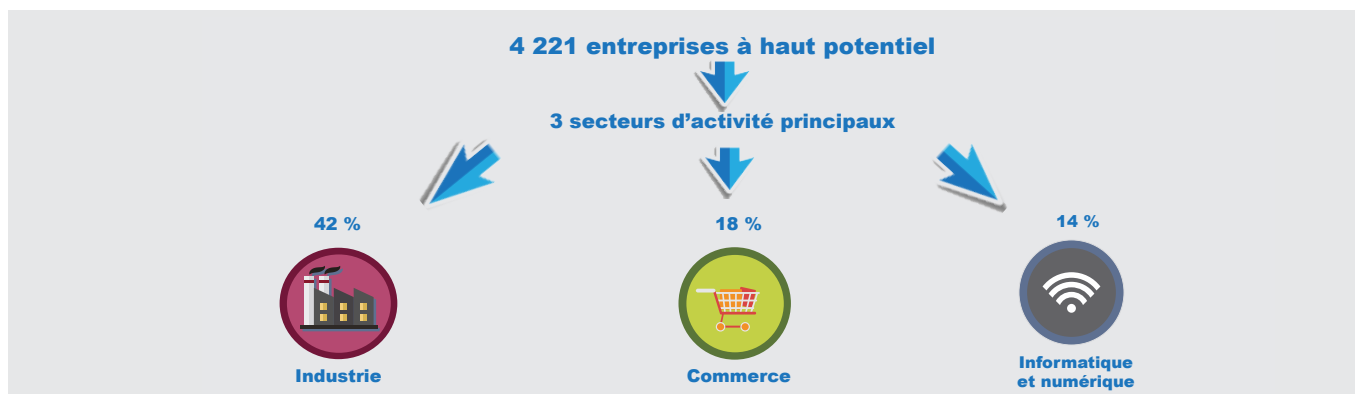 4 221 entreprises à haut potentiel
3 secteurs d’activité principaux
42 %
18 %
14 %
Industrie
Commerce
Informatique
et numérique